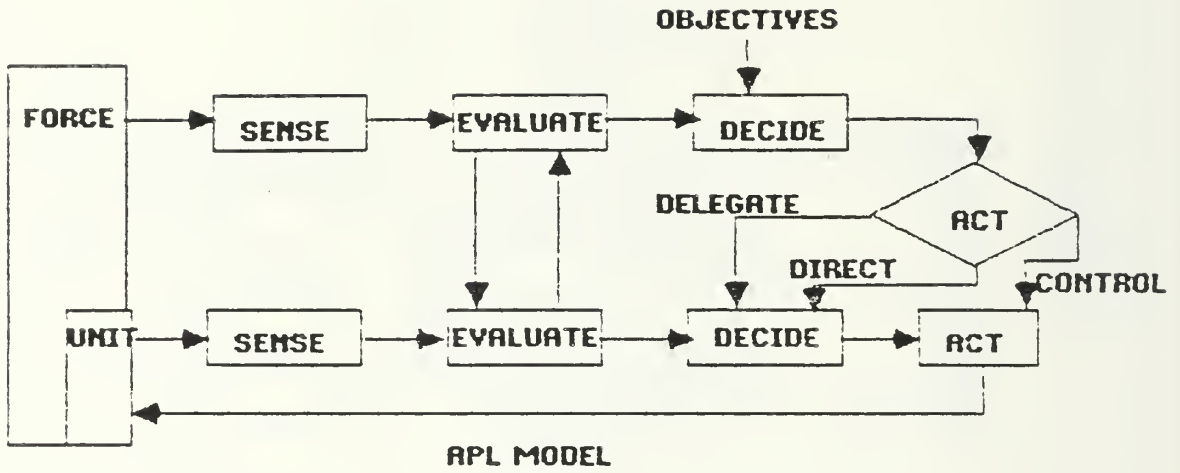 OBJECTIVES
FORCE
SENSE
EVALUATE
DECIDE
DELEGATE
ACT
DIRECT
CONTROL
UNIT
SENSE
EVALUATE
DECIDE
ACT
APL MODEL